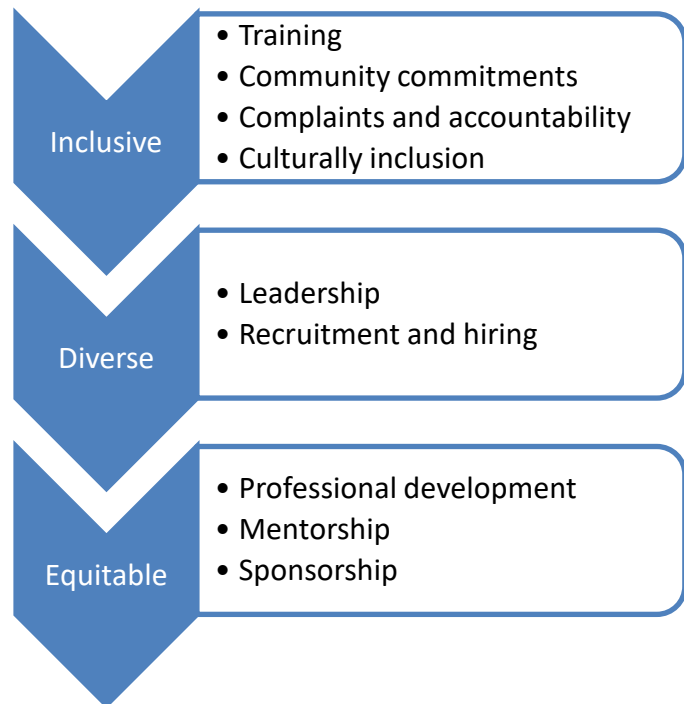 Inclusive
• Training
• Community commitments
• Complaints and accountability
• Culturally inclusion
Diverse
• Leadership
• Recruitment and hiring
Equitable
• Professional development
• Mentorship
• Sponsorship